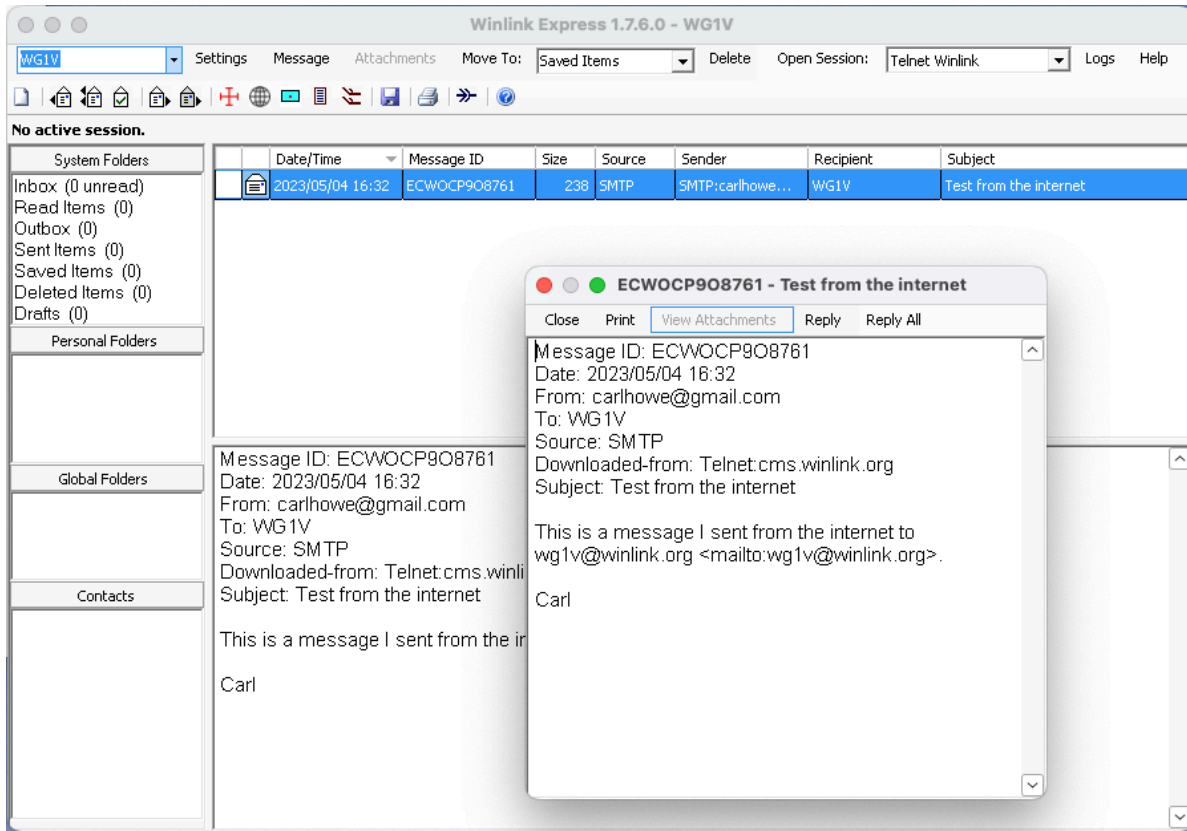 Winlink Express 1.7.6.0 - WG1V
WG1V Settings Message Attachments Move To: Saved Items Delete Open Session: Telnet Winlink Logs Help
No active session.
System Folders
Inbox (0 unread)
Read Items (0)
Outbox (0)
Sent Items (0)
Saved Items (0)
Deleted Items (0)
Drafts (0)
Personal Folders
Global Folders
Contacts
Date/Time Message ID Size Source Sender Recipient Subject
2023/05/04 16:32 ECWOCP9O8761 238 SMTP SMTP:carlhowe... WG1V Test from the internet
Message ID: ECWOCP9O8761
Date: 2023/05/04 16:32
From: carlhowe@gmail.com
To: WG1V
Source: SMTP
Downloaded-from: Telnet:cms.winli
Subject: Test from the internet
This is a message I sent from the ir
Carl
ECWOCP9O8761 - Test from the internet
Close Print View Attachments Reply Reply All
Message ID: ECWOCP9O8761
Date: 2023/05/04 16:32
From: carlhowe@gmail.com
To: WG1V
Source: SMTP
Downloaded-from: Telnet:cms.winlink.org
Subject: Test from the internet
This is a message I sent from the internet to
wg1v@winlink.org <mailto:wg1v@winlink.org>.
Carl